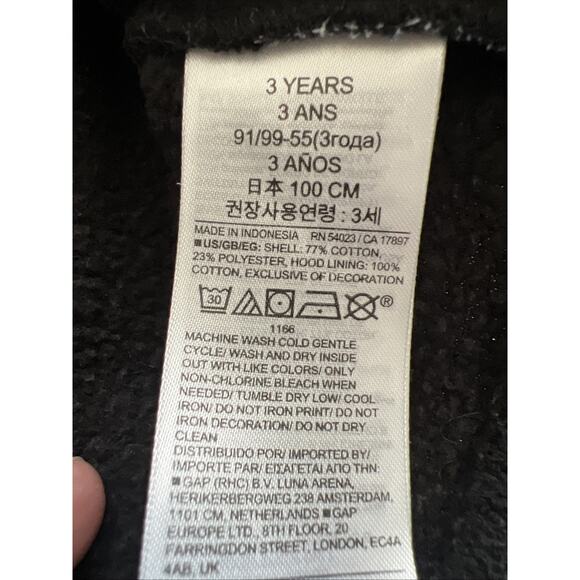 3 YEARS
3 ANS
91/99-55(3года)
3 AÑOS
日本 100 CM
권장사용연령 : 3세
MADE IN INDONESIA RN 54023 / CA 17897
■ US/GB/EG: SHELL: 77% COTTON,
23% POLYESTER, HOOD LINING: 100%
COTTON, EXCLUSIVE OF DECORATION
30 ®
1166
MACHINE WASH COLD GENTLE
CYCLE/ WASH AND DRY INSIDE
OUT WITH LIKE COLORS/ ONLY
NON-CHLORINE BLEACH WHEN
NEEDED/ TUMBLE DRY LOW/ COOL
IRON/ DO NOT IRON PRINT/ DO NOT
IRON DECORATION/ DO NOT DRY
CLEAN
DISTRIBUIDO POR/ IMPORTED BY/
IMPORTE PAR/ ΕΙΣΑΓΕΤΑΙ ΑΠΟ ΤΗΝ:
■ GAP (RHC) B.V. LUNA ARENA,
HERIKERBERGWEG 238 AMSTERDAM,
1101 CM, NETHERLANDS ■ GAP
EUROPE LTD., 8TH FLOOR, 20
FARRINGDON STREET, LONDON, EC4A
4AB, UK